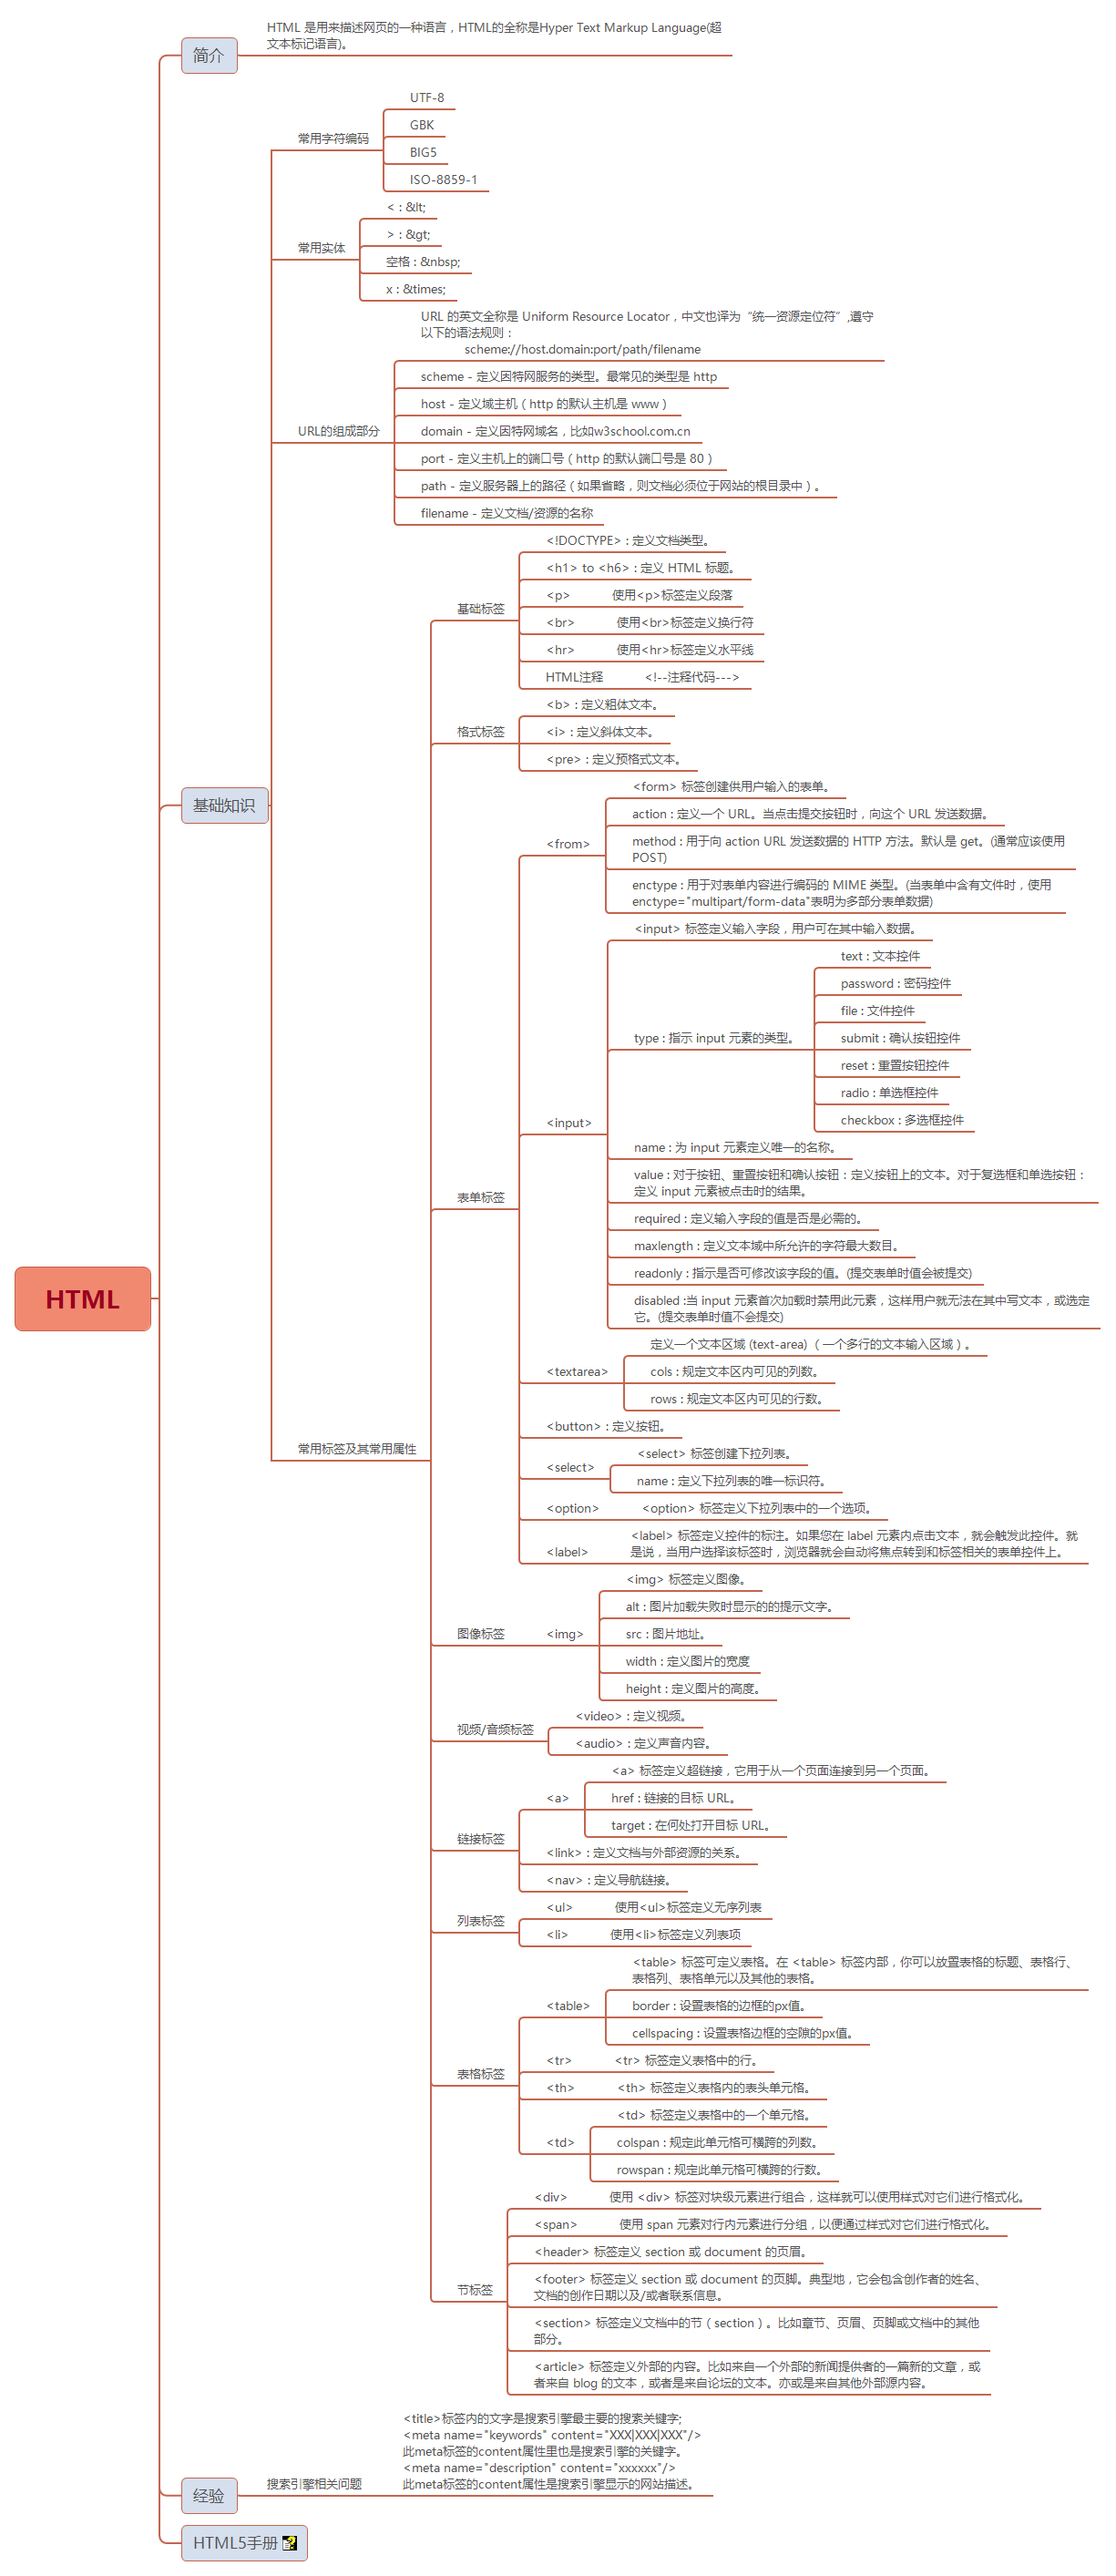 HTML 是用来描述网页的一种语言，HTML的全称是Hyper Text Markup Language(超
文本标记语言)。
简介
UTF-8
GBK
常用字符编码
BIG5
ISO-8859-1
< : &lt;
> : &gt;
常用实体
空格 : &nbsp;
x : &times;
URL 的英文全称是 Uniform Resource Locator，中文也译为“统一资源定位符”,遵守
以下的语法规则：
scheme://host.domain:port/path/filename
scheme - 定义因特网服务的类型。最常见的类型是 http
host - 定义域主机（http 的默认主机是 www）
URL的组成部分
domain - 定义因特网域名，比如w3school.com.cn
port - 定义主机上的端口号（http 的默认端口号是 80）
path - 定义服务器上的路径（如果省略，则文档必须位于网站的根目录中）。
filename - 定义文档/资源的名称
<!DOCTYPE> : 定义文档类型。
<h1> to <h6> : 定义 HTML 标题。
基础标签
<p> 使用<p>标签定义段落
<br> 使用<br>标签定义换行符
<hr> 使用<hr>标签定义水平线
HTML注释 <!--注释代码--->
<b> : 定义粗体文本。
格式标签
<i> : 定义斜体文本。
<pre> : 定义预格式文本。
基础知识
<form> 标签创建供用户输入的表单。
action : 定义一个 URL。当点击提交按钮时，向这个 URL 发送数据。
<from>
method : 用于向 action URL 发送数据的 HTTP 方法。默认是 get。(通常应该使用
POST)
enctype : 用于对表单内容进行编码的 MIME 类型。(当表单中含有文件时，使用
enctype="multipart/form-data"表明为多部分表单数据)
<input> 标签定义输入字段，用户可在其中输入数据。
text : 文本控件
password : 密码控件
file : 文件控件
type : 指示 input 元素的类型。
submit : 确认按钮控件
reset : 重置按钮控件
radio : 单选框控件
checkbox : 多选框控件
<input>
name : 为 input 元素定义唯一的名称。
value : 对于按钮、重置按钮和确认按钮：定义按钮上的文本。对于复选框和单选按钮：
定义 input 元素被点击时的结果。
表单标签
required : 定义输入字段的值是否是必需的。
maxlength : 定义文本域中所允许的字符最大数目。
readonly : 指示是否可修改该字段的值。(提交表单时值会被提交)
HTML
disabled :当 input 元素首次加载时禁用此元素，这样用户就无法在其中写文本，或选定
它。(提交表单时值不会提交)
定义一个文本区域 (text-area) （一个多行的文本输入区域）。
<textarea>
cols : 规定文本区内可见的列数。
rows : 规定文本区内可见的行数。
<button> : 定义按钮。
常用标签及其常用属性
<select>
<select> 标签创建下拉列表。
name : 定义下拉列表的唯一标识符。
<option> <option> 标签定义下拉列表中的一个选项。
<label>
<label> 标签定义控件的标注。如果您在 label 元素内点击文本，就会触发此控件。就
是说，当用户选择该标签时，浏览器就会自动将焦点转到和标签相关的表单控件上。
<img> 标签定义图像。
alt : 图片加载失败时显示的的提示文字。
图像标签
<img>
src : 图片地址。
width : 定义图片的宽度
height : 定义图片的高度。
视频/音频标签
<video> : 定义视频。
<audio> : 定义声音内容。
<a> 标签定义超链接，它用于从一个页面连接到另一个页面。
<a>
href : 链接的目标 URL。
target : 在何处打开目标 URL。
链接标签
<link> : 定义文档与外部资源的关系。
<nav> : 定义导航链接。
列表标签
<ul> 使用<ul>标签定义无序列表
<li> 使用<li>标签定义列表项
<table> 标签可定义表格。在 <table> 标签内部，你可以放置表格的标题、表格行、
表格列、表格单元以及其他的表格。
<table>
border : 设置表格的边框的px值。
cellspacing : 设置表格边框的空隙的px值。
表格标签
<tr> <tr> 标签定义表格中的行。
<th> <th> 标签定义表格内的表头单元格。
<td> 标签定义表格中的一个单元格。
<td>
colspan : 规定此单元格可横跨的列数。
rowspan : 规定此单元格可横跨的行数。
<div> 使用 <div> 标签对块级元素进行组合，这样就可以使用样式对它们进行格式化。
<span> 使用 span 元素对行内元素进行分组，以便通过样式对它们进行格式化。
<header> 标签定义 section 或 document 的页眉。
节标签
<footer> 标签定义 section 或 document 的页脚。典型地，它会包含创作者的姓名、
文档的创作日期以及/或者联系信息。
<section> 标签定义文档中的节（section）。比如章节、页眉、页脚或文档中的其他
部分。
<article> 标签定义外部的内容。比如来自一个外部的新闻提供者的一篇新的文章，或
者来自 blog 的文本，或者是来自论坛的文本。亦或是来自其他外部源内容。
<title>标签内的文字是搜索引擎最主要的搜索关键字;
<meta name="keywords" content="XXX|XXX|XXX"/>
此meta标签的content属性里也是搜索引擎的关键字。
<meta name="description" content="xxxxxx"/>
此meta标签的content属性是搜索引擎显示的网站描述。
搜索引擎相关问题
经验
HTML5手册